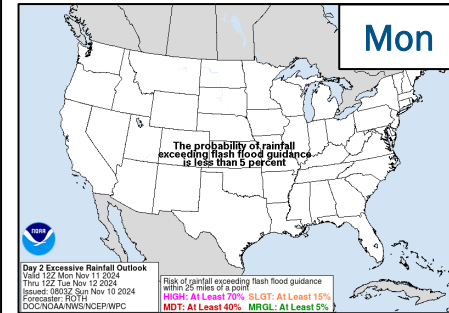 Mon
The probability of rainfall
exceeding flash flood guidance
is less than 5 percent
NOAA
Day 2 Excessive Rainfall Outlook
Valid 12Z Mon Nov 11 2024
Thru 12Z Tue Nov 12 2024
Issued: 0803Z Sun Nov 10 2024
Forecaster: ROTH
DOC/NOAA/NWS/NCEP/WPC
Risk of rainfall exceeding flash flood guidance
within 25 miles of a point
HIGH: At Least 70% SLGT: At Least 15%
MDT: At Least 40% MRGL: At Least 5%